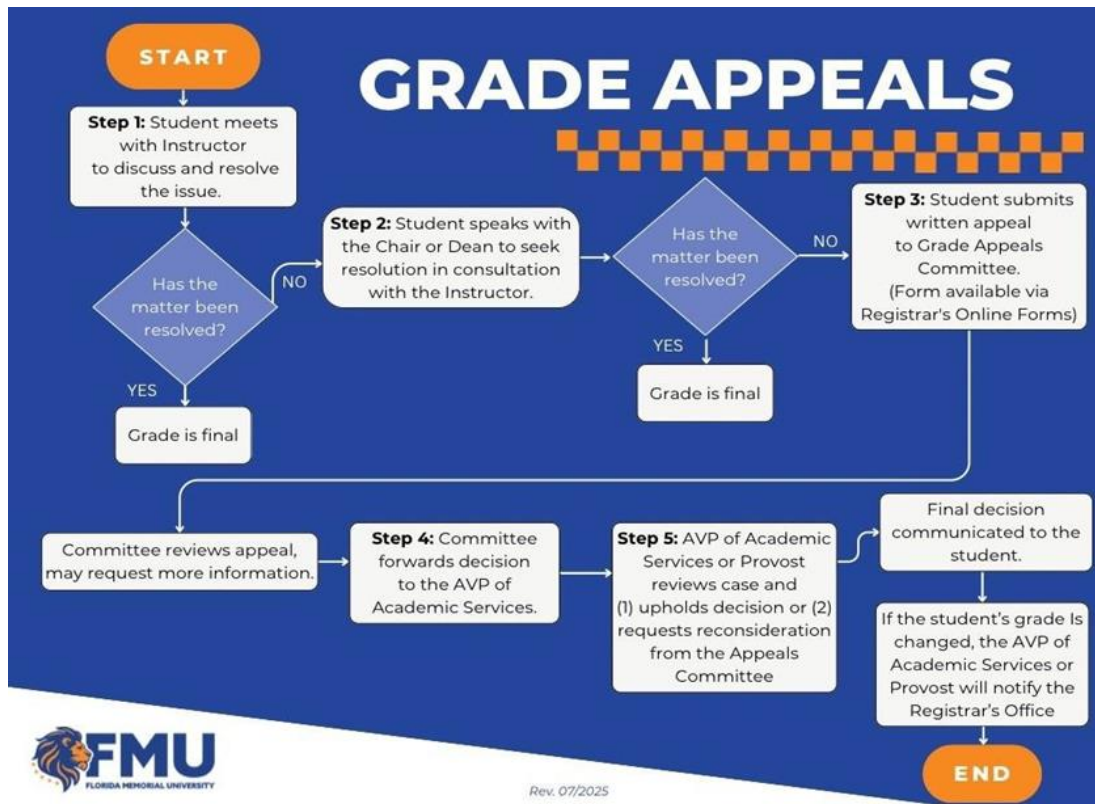 START
GRADE APPEALS
Step 1: Student meets
with Instructor
to discuss and resolve
the issue.
Has the
matter been
resolved?
NO
YES
Grade is final
Step 2: Student speaks with
the Chair or Dean to seek
resolution in consultation
with the Instructor.
Has the
matter been
resolved?
NO
YES
Grade is final
Step 3: Student submits
written appeal
to Grade Appeals
Committee.
(Form available via
Registrar's Online Forms)
Committee reviews appeal,
may request more information.
Step 4: Committee
forwards decision
to the AVP of
Academic Services.
Step 5: AVP of Academic
Services or Provost
reviews case and
(1) upholds decision or (2)
requests reconsideration
from the Appeals
Committee
Final decision
communicated to the
student.
If the student’s grade Is
changed, the AVP of
Academic Services or
Provost will notify the
Registrar’s Office
END
FMU
FLORIDA MEMORIAL UNIVERSITY
Rev. 07/2025